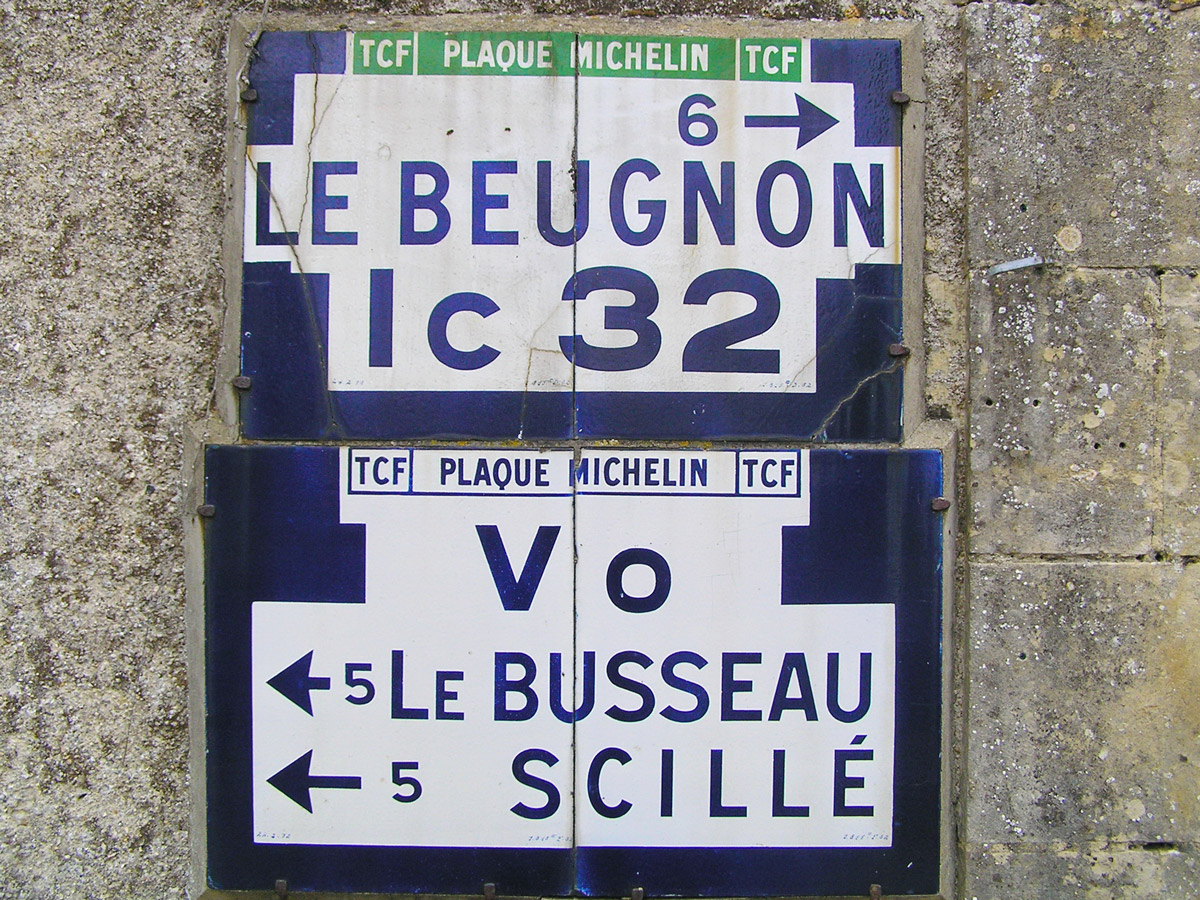 TCF PLAQUE MICHELIN TCF
6 →
LE BEUGNON
Ic 32
TCF PLAQUE MICHELIN TCF
Vo
← 5 LE BUSSEAU
← 5 SCILLÉ